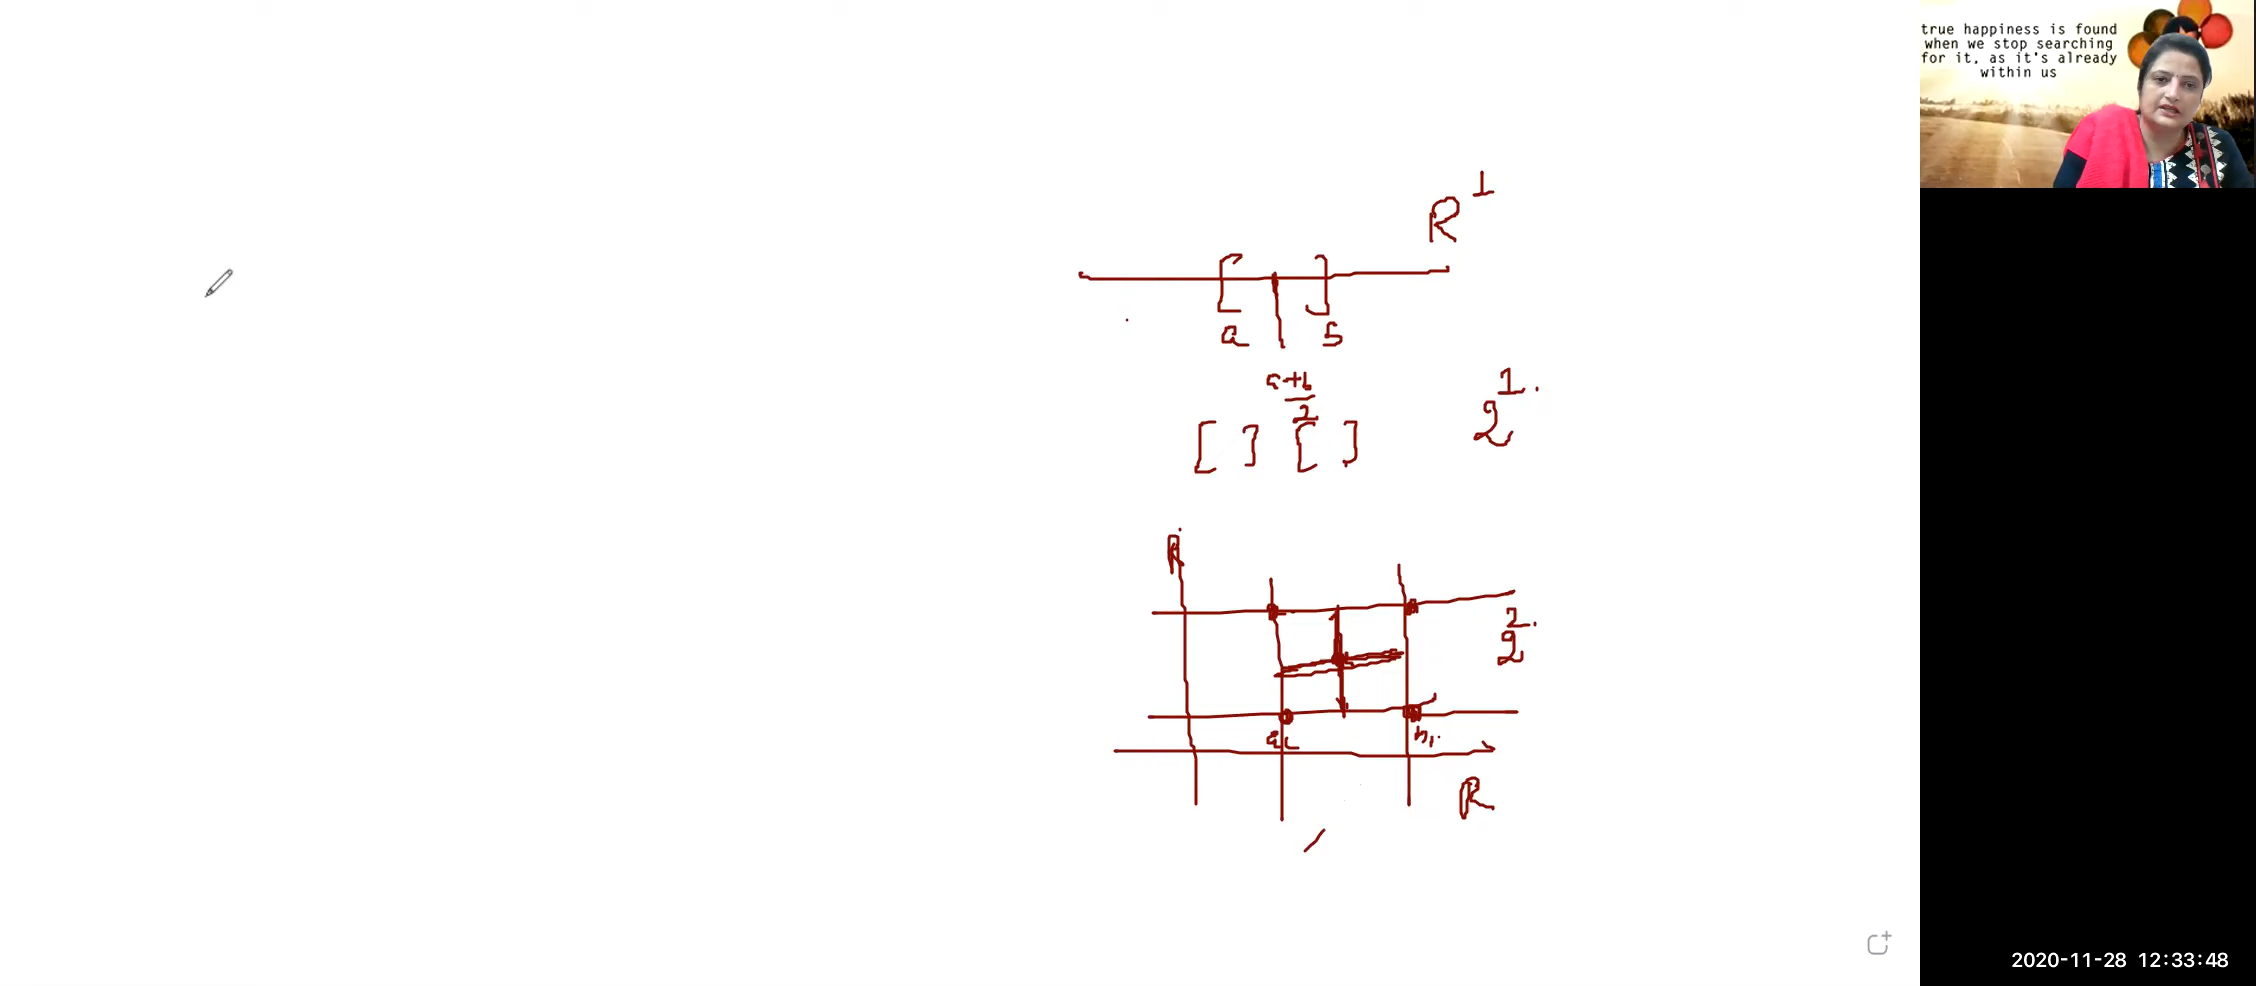 true happiness is found
when we stop searching
for it, as it's already
within us
R^1
[ ]
a b
a+b
2
[ ] [ ] 2^1.
R
2^2.
a1 b1.
R
2020-11-28 12:33:48